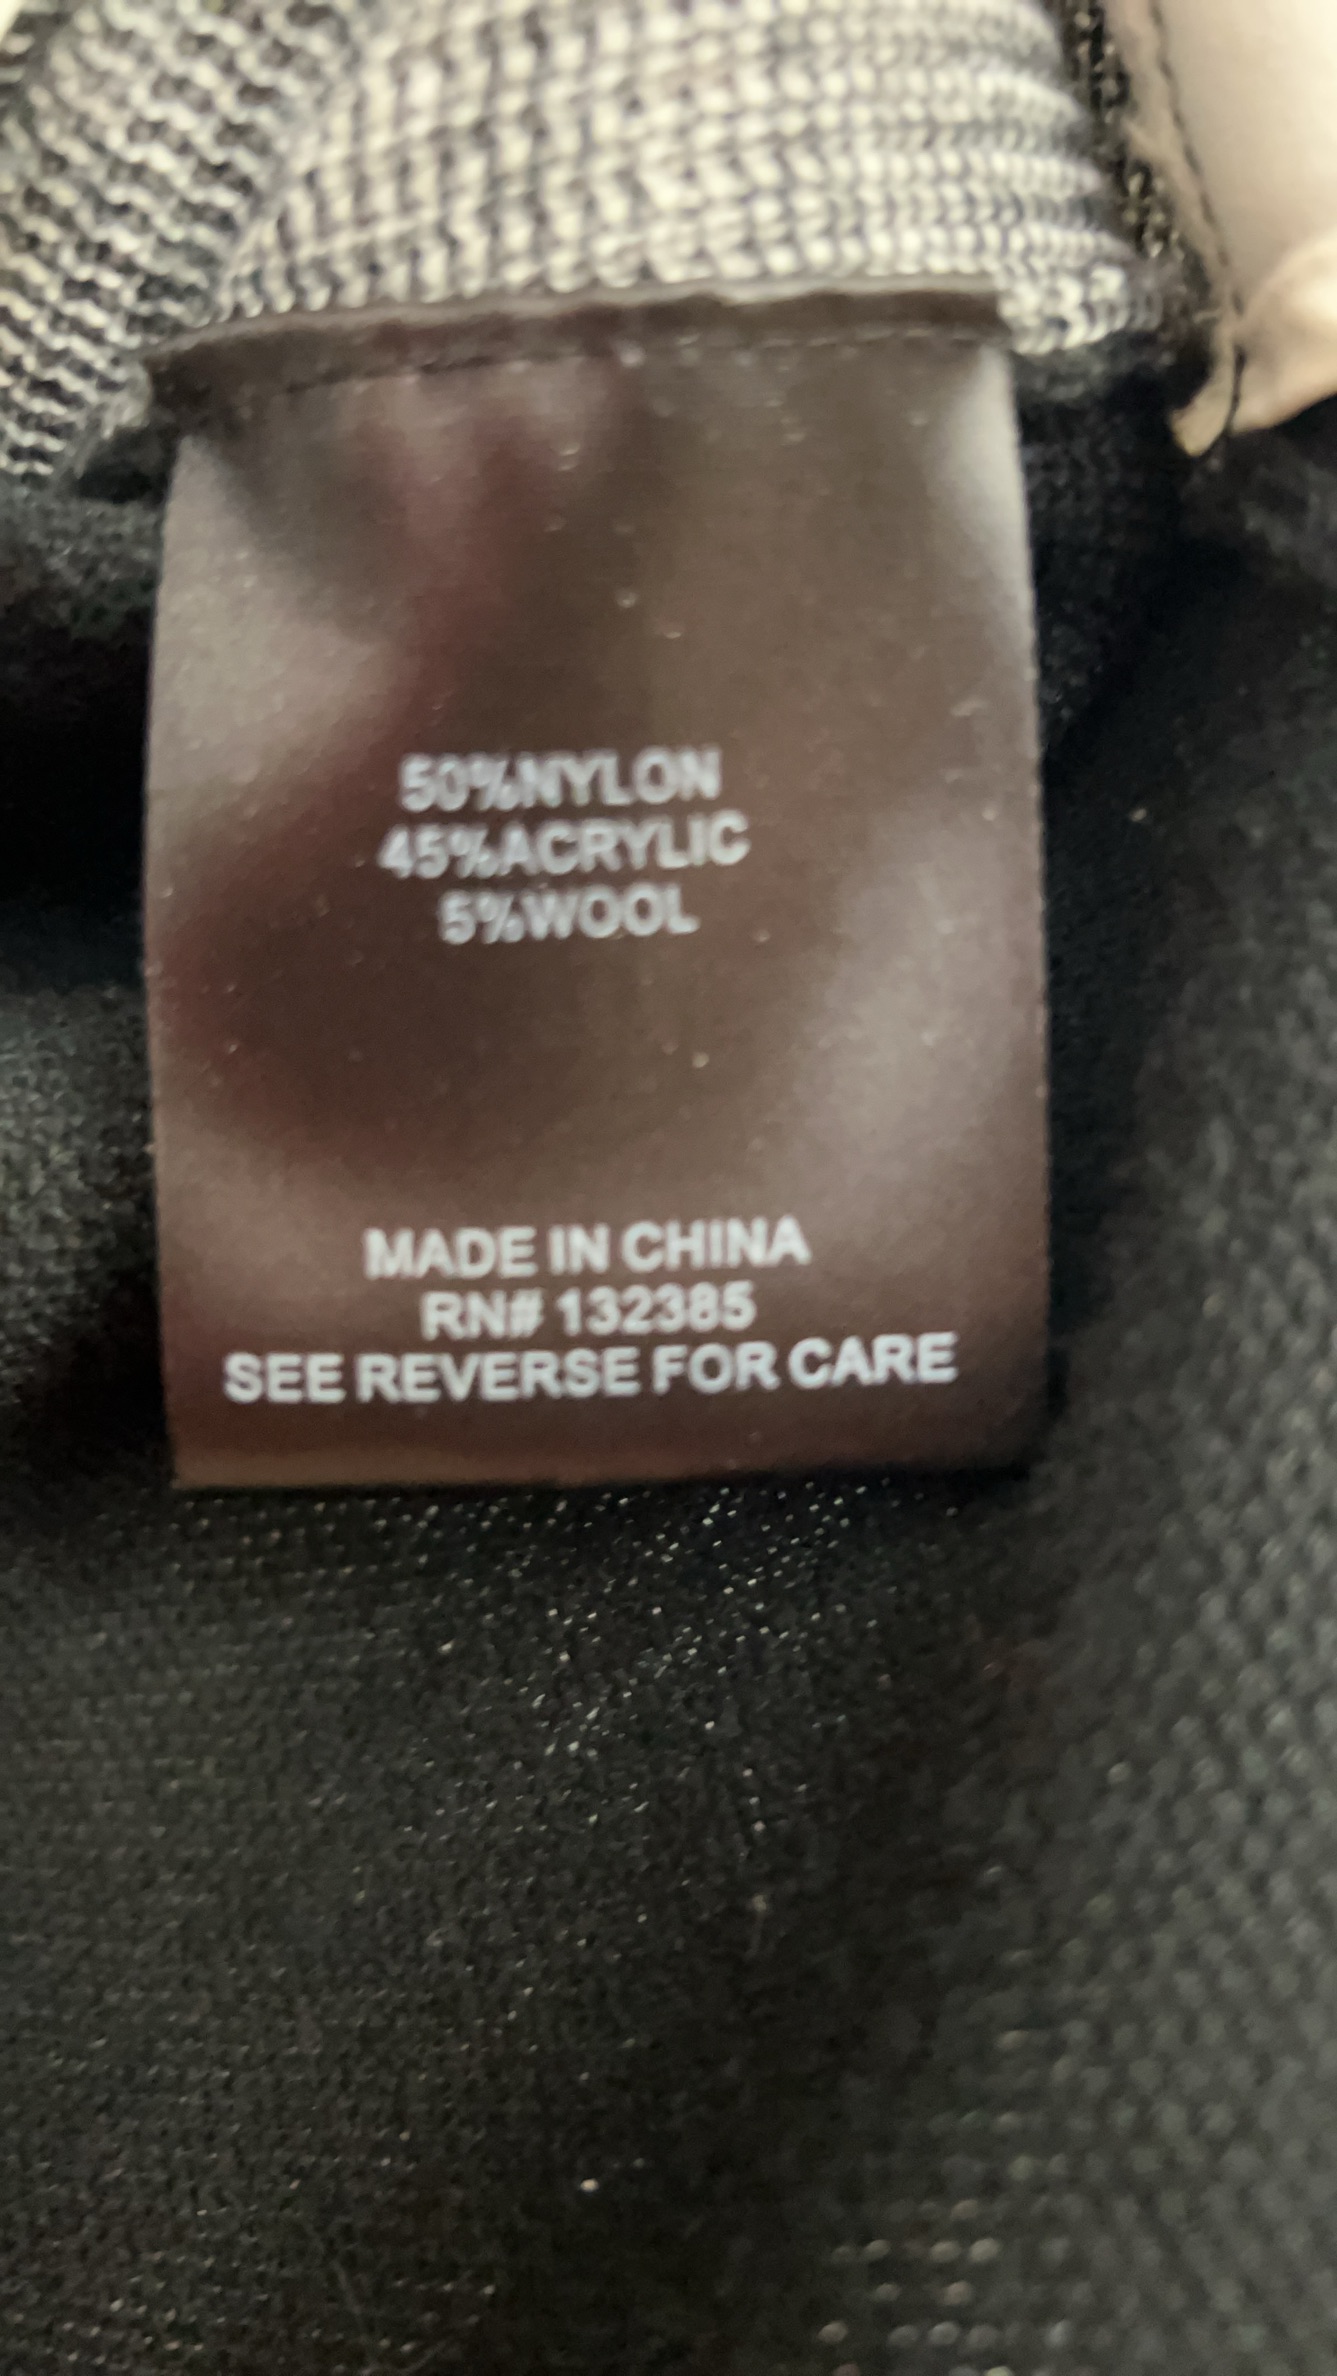 50%NYLON
45%ACRYLIC
5%WOOL
MADE IN CHINA
RN# 132385
SEE REVERSE FOR CARE